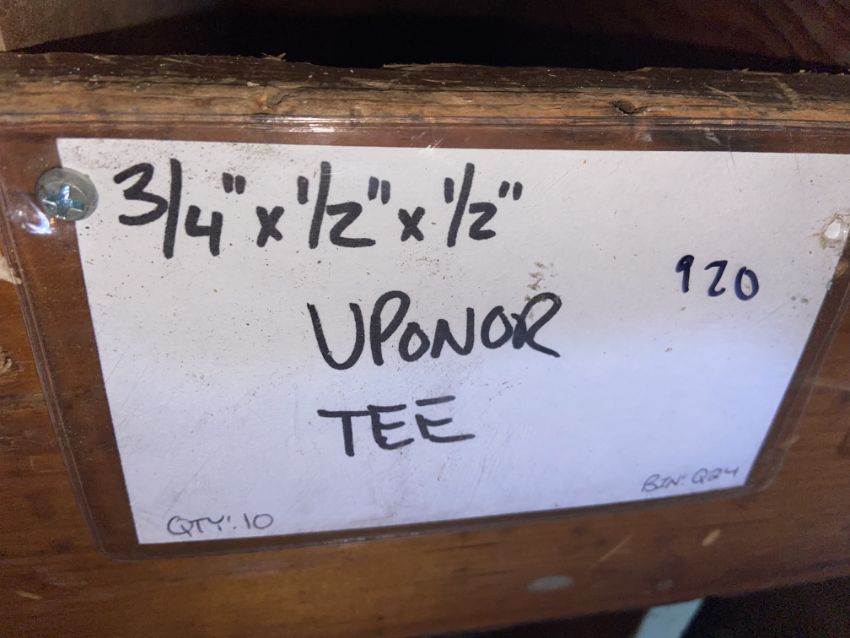 3/4" x 1/2" x 1/2"
920
UPONOR
TEE
QTY: 10
BIN: Q24